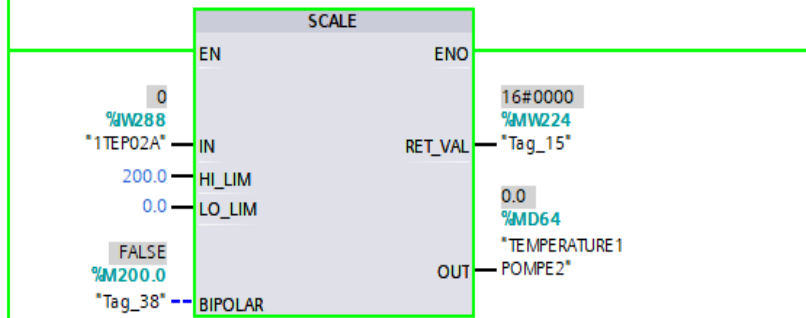 SCALE
EN ENO
0
%IW288
"1TEP02A" IN
16#0000
%MW224
RET_VAL "Tag_15"
200.0 HI_LIM
0.0 LO_LIM
0.0
%MD64
"TEMPERATURE1
OUT POMPE2"
FALSE
%M200.0
"Tag_38" BIPOLAR